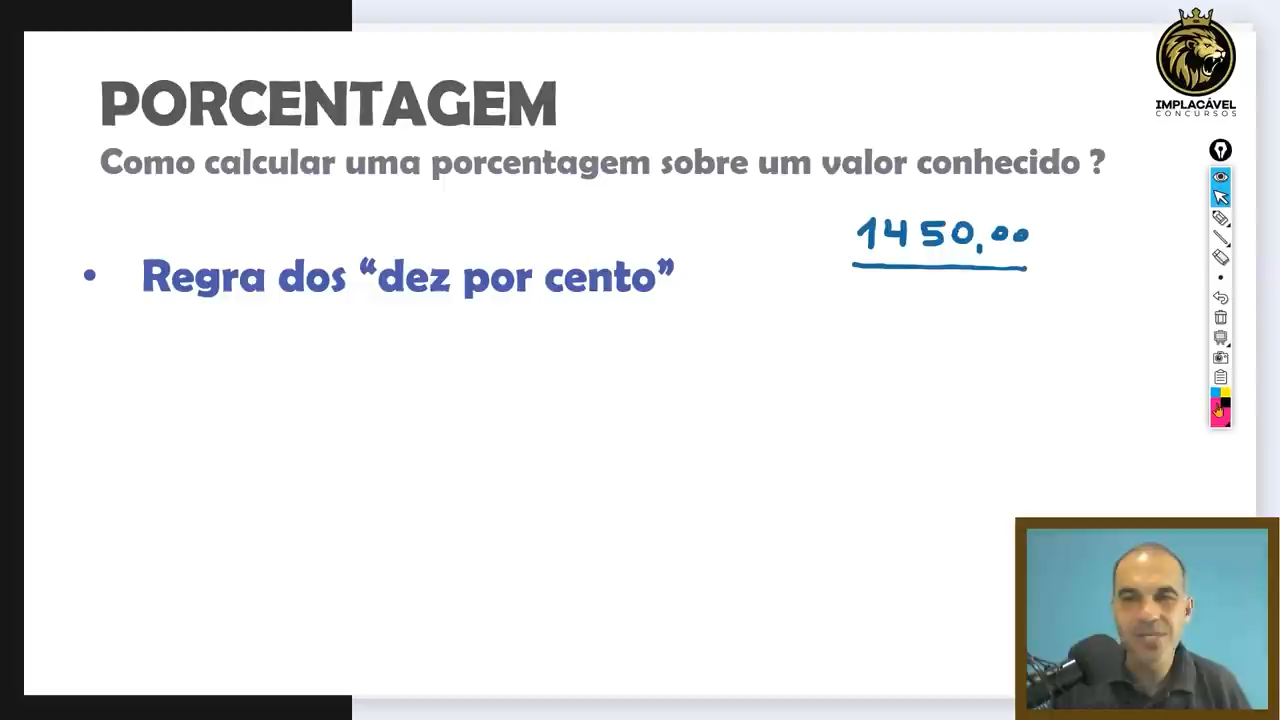 IMPLACÁVEL
CONCURSOS
PORCENTAGEM
Como calcular uma porcentagem sobre um valor conhecido ?
1450,00
• Regra dos “dez por cento”